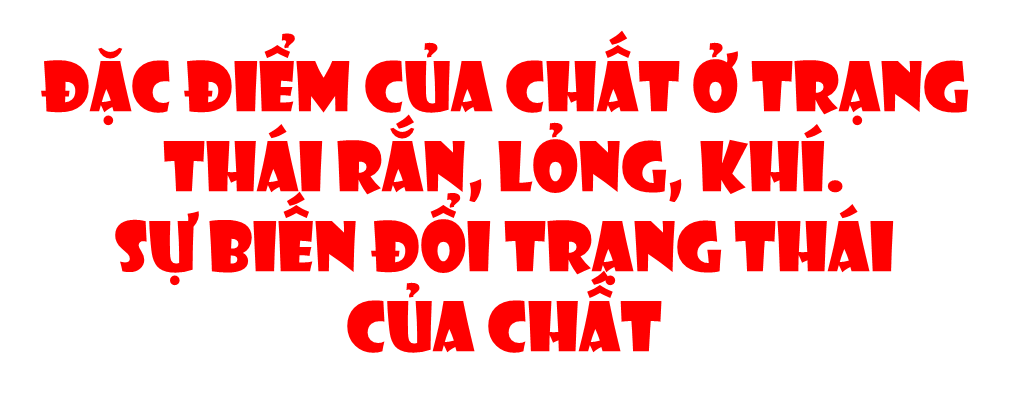 ĐẶC ĐIỂM CỦA CHẤT Ở TRẠNG
THÁI RẮN, LỎNG, KHÍ.
SỰ BIẾN ĐỔI TRẠNG THÁI
CỦA CHẤT